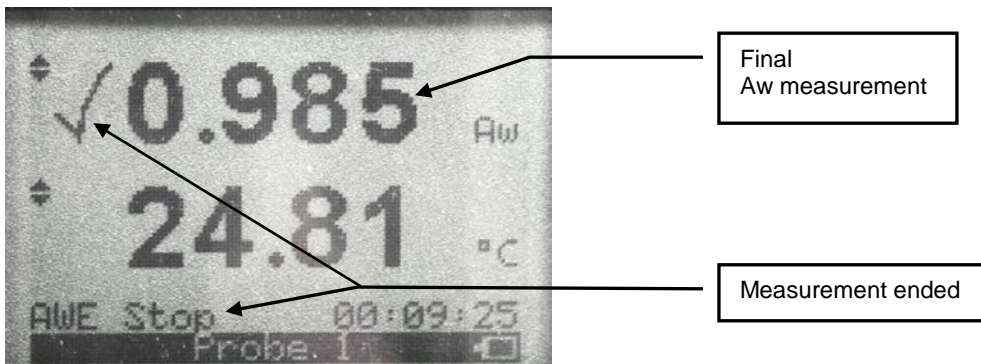 0.985 Aw
24.81 °C
AWE Stop 00:09:25
Probe 1
Final
Aw measurement
Measurement ended